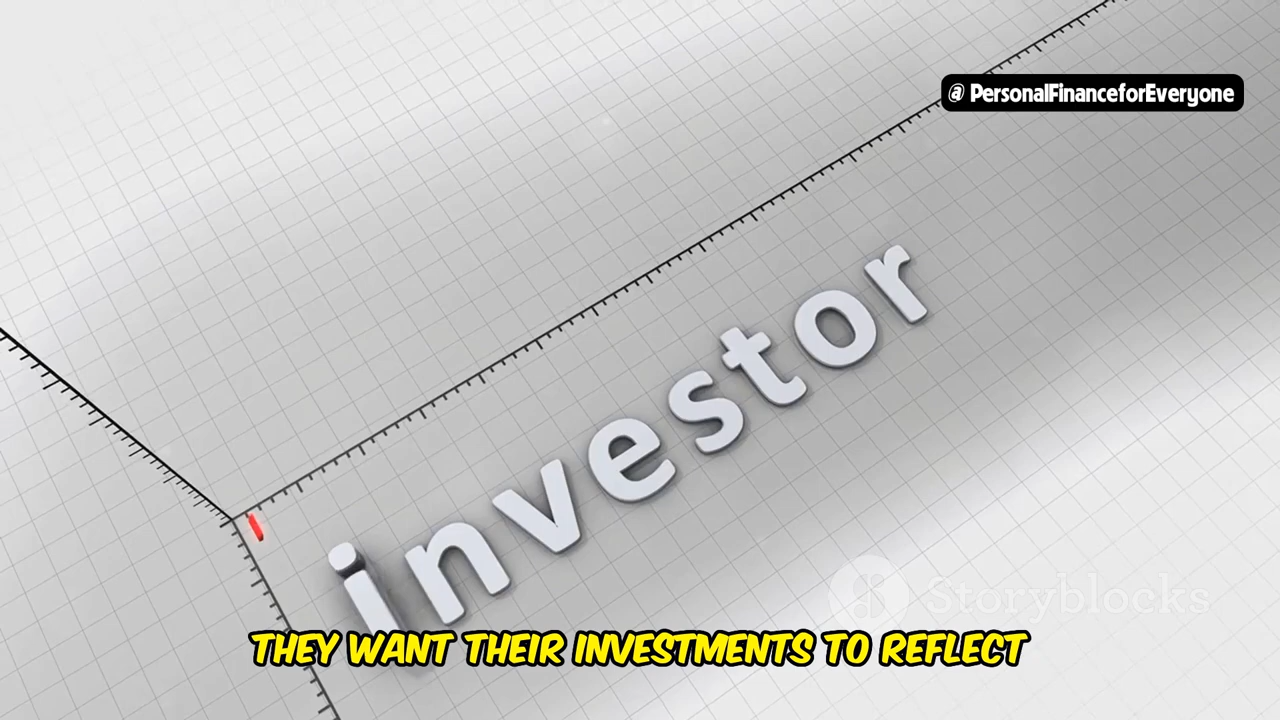 @ PersonalFinanceforEveryone
investor
Storyblocks
THEY WANT THEIR INVESTMENTS TO REFLECT